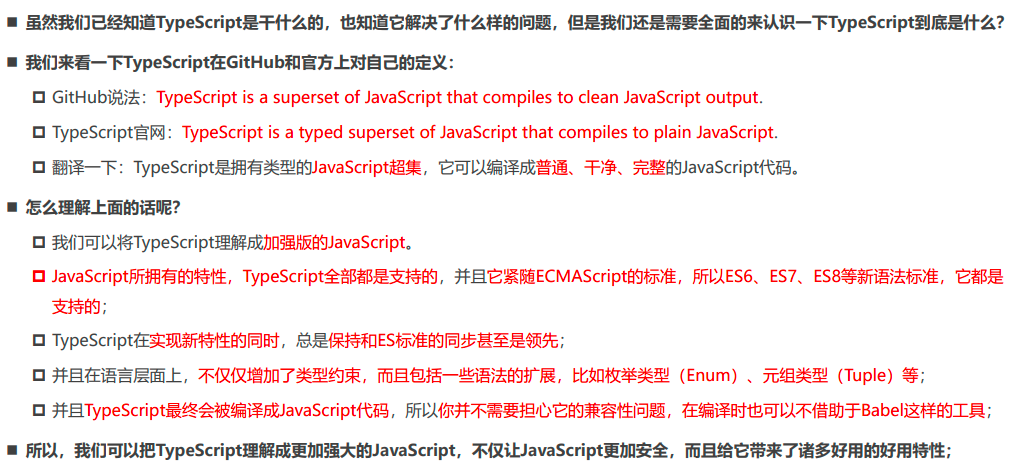 虽然我们已经知道TypeScript是干什么的，也知道它解决了什么样的问题，但是我们还是需要全面的来认识一下TypeScript到底是什么？
我们来看一下TypeScript在GitHub和官方上对自己的定义：
GitHub说法：TypeScript is a superset of JavaScript that compiles to clean JavaScript output.
TypeScript官网：TypeScript is a typed superset of JavaScript that compiles to plain JavaScript.
翻译一下：TypeScript是拥有类型的JavaScript超集，它可以编译成普通、干净、完整的JavaScript代码。
怎么理解上面的话呢？
我们可以将TypeScript理解成加强版的JavaScript。
JavaScript所拥有的特性，TypeScript全部都是支持的，并且它紧随ECMAScript的标准，所以ES6、ES7、ES8等新语法标准，它都是
支持的；
TypeScript在实现新特性的同时，总是保持和ES标准的同步甚至是领先；
并且在语言层面上，不仅仅增加了类型约束，而且包括一些语法的扩展，比如枚举类型（Enum）、元组类型（Tuple）等；
并且TypeScript最终会被编译成JavaScript代码，所以你并不需要担心它的兼容性问题，在编译时也可以不借助于Babel这样的工具；
所以，我们可以把TypeScript理解成更加强大的JavaScript，不仅让JavaScript更加安全，而且给它带来了诸多好用的好用特性；